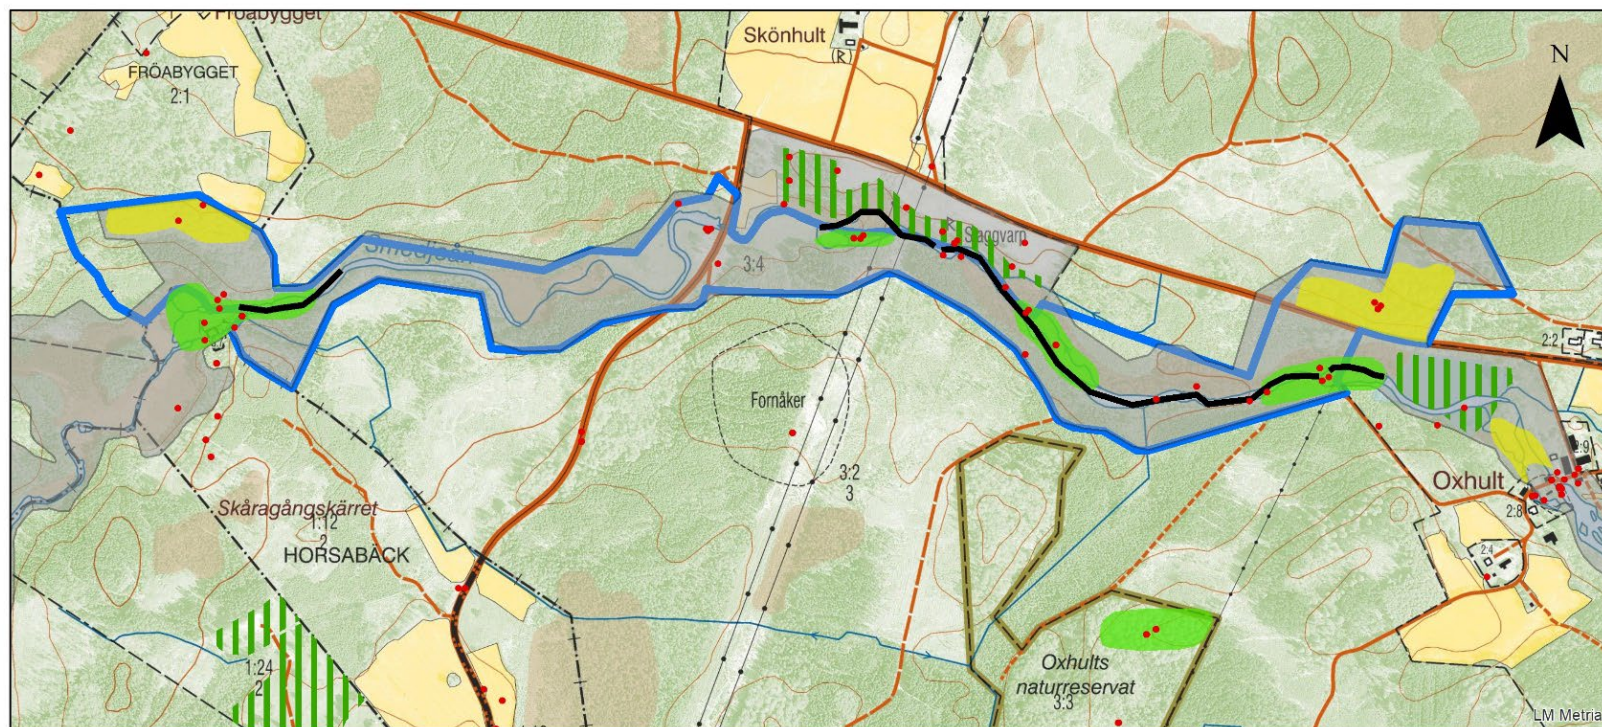 Fröabygget
Skönhult
(R)
N
FRÖABYGGET
2:1
Smedjeån
Slaggvarp
3:4
2:2
Fornåker
3:2
3
Oxhult
2:9
2:8
Skåragångskärret
1:12
2
HORSABÄCK
2:4
1:24
2
Oxhults
naturreservat
3:3
LM Metria